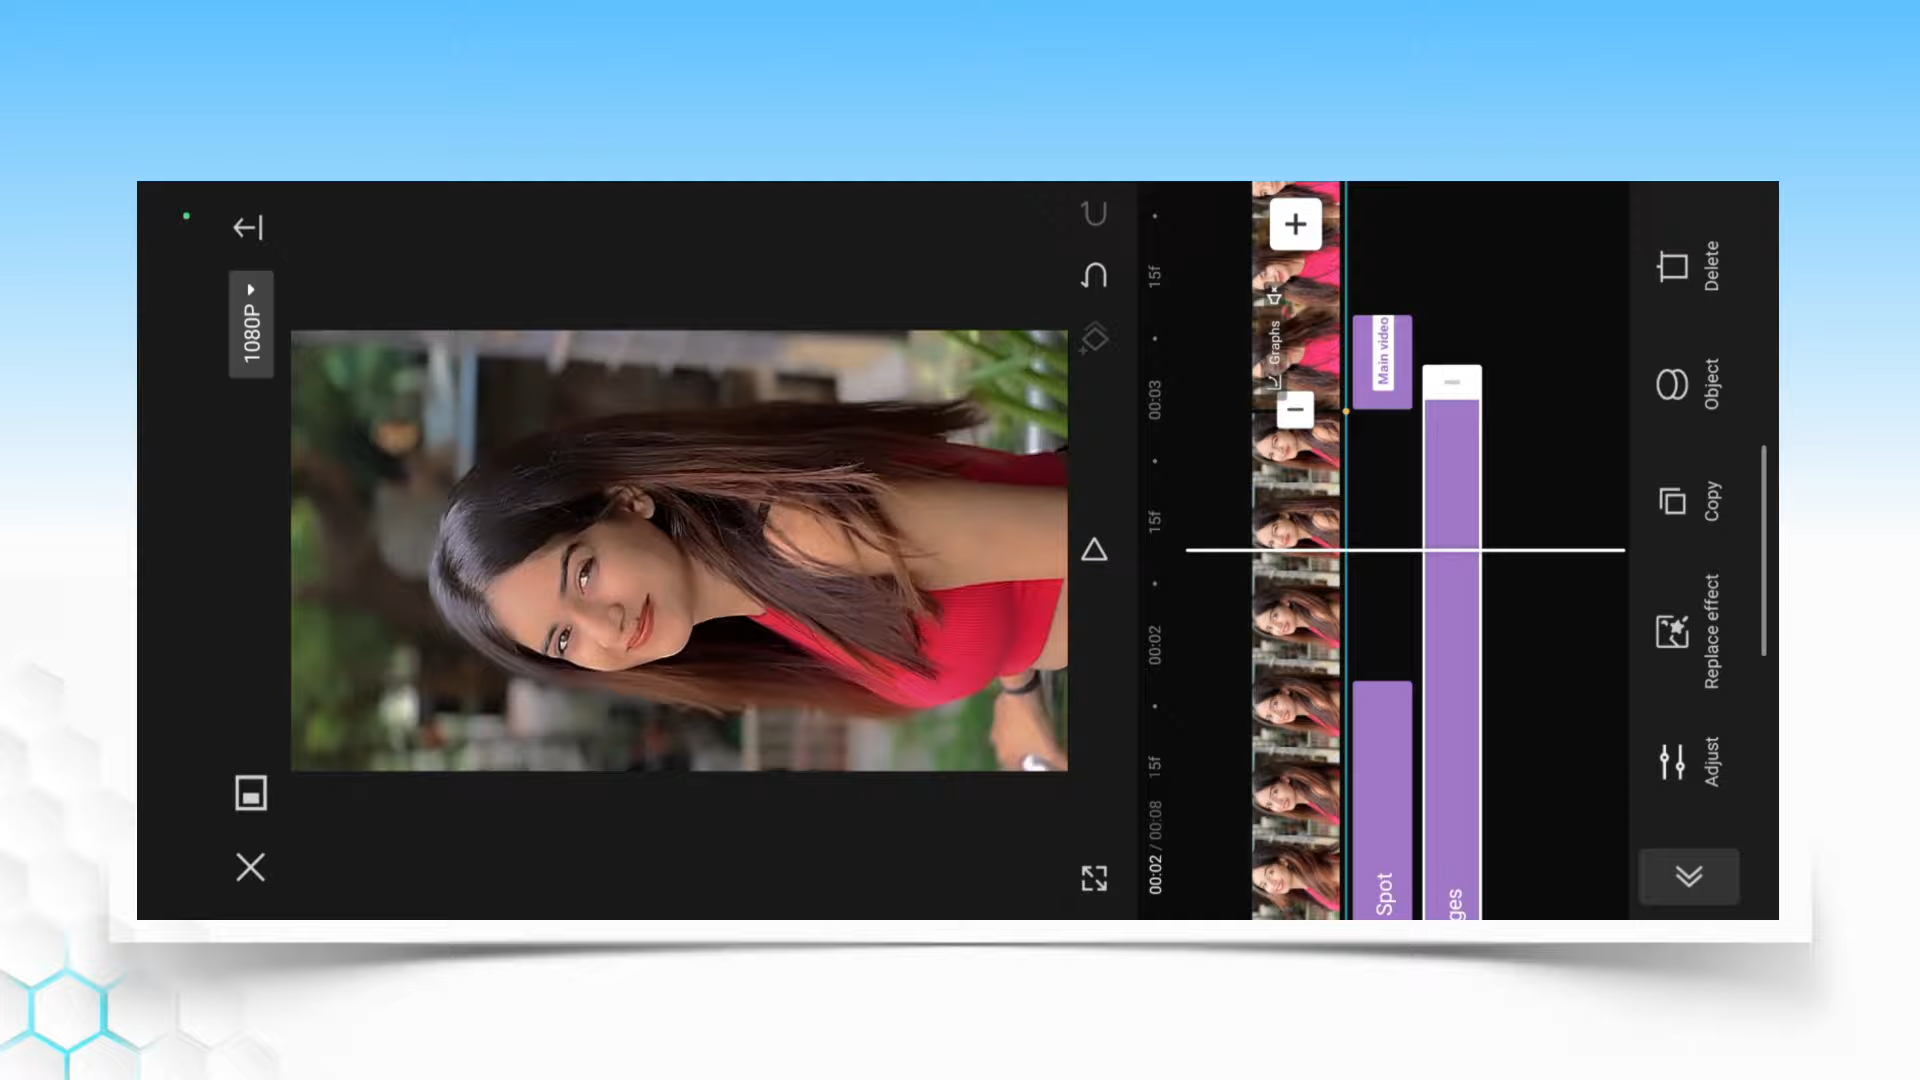 1080P
00:02 / 00:08
15f
00:02
15f
00:03
15f
Graphs
Main video
Spot
ges
Adjust
Replace effect
Copy
Object
Delete